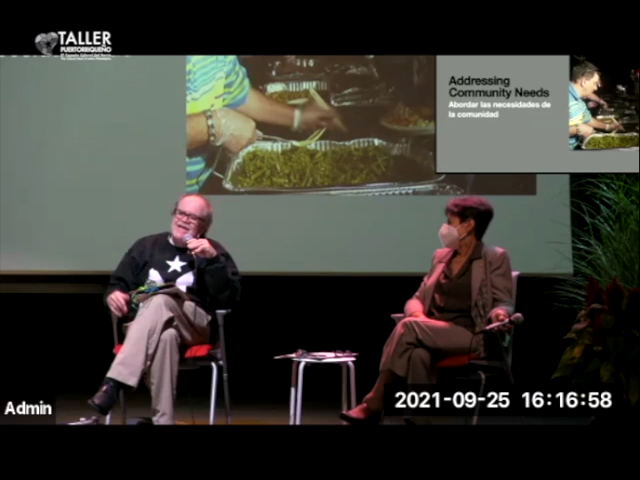 TALLER
PUERTORRIQUEÑO
Addressing
Community Needs
Abordar las necesidades de
la comunidad
Admin
2021-09-25 16:16:58